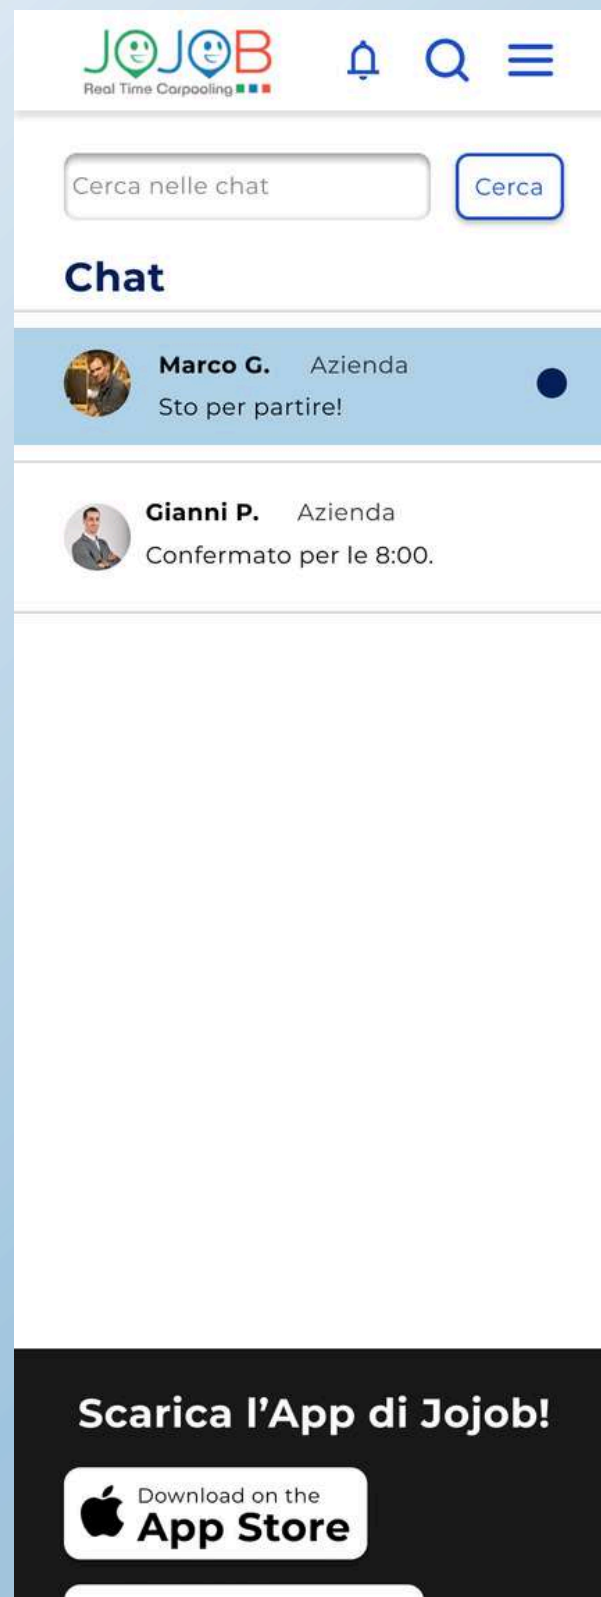 JOJOB
Real Time Carpooling
Cerca nelle chat
Cerca
Chat
Marco G. Azienda
Sto per partire!
Gianni P. Azienda
Confermato per le 8:00.
Scarica l’App di Jojob!
Download on the
App Store